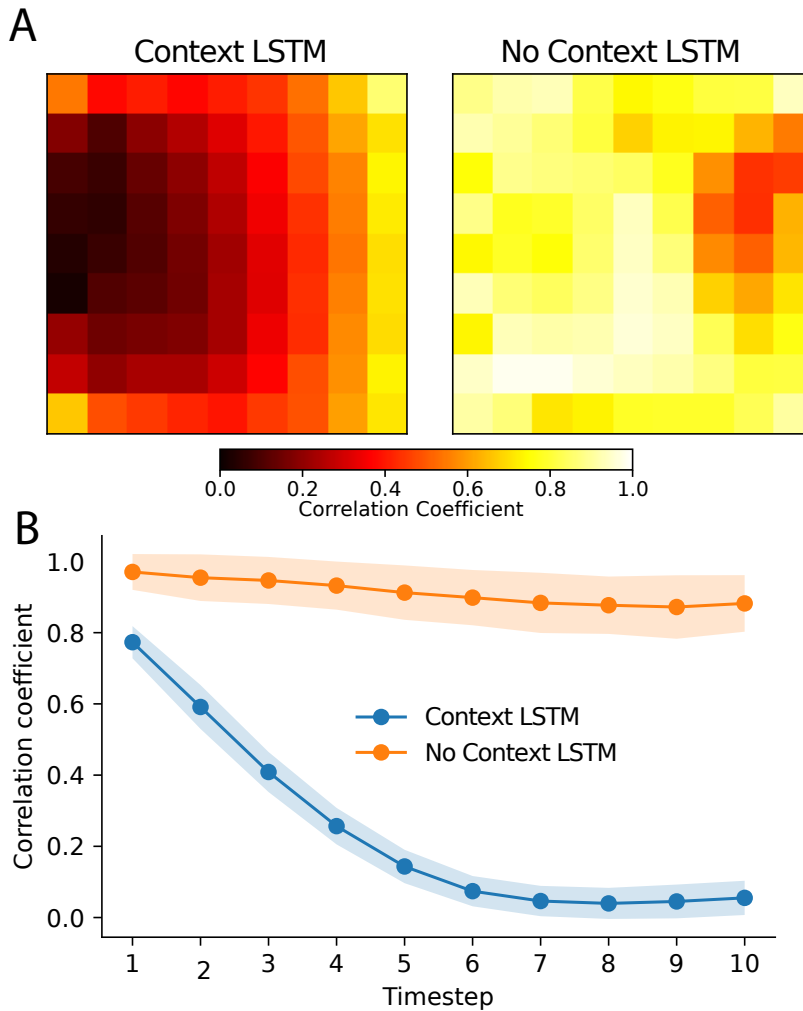 A
Context LSTM
No Context LSTM
0.0 0.2 0.4 0.6 0.8 1.0
Correlation Coefficient
B
1.0
0.8
0.6
0.4
0.2
0.0
Correlation coefficient
Context LSTM
No Context LSTM
1 2 3 4 5 6 7 8 9 10
Timestep